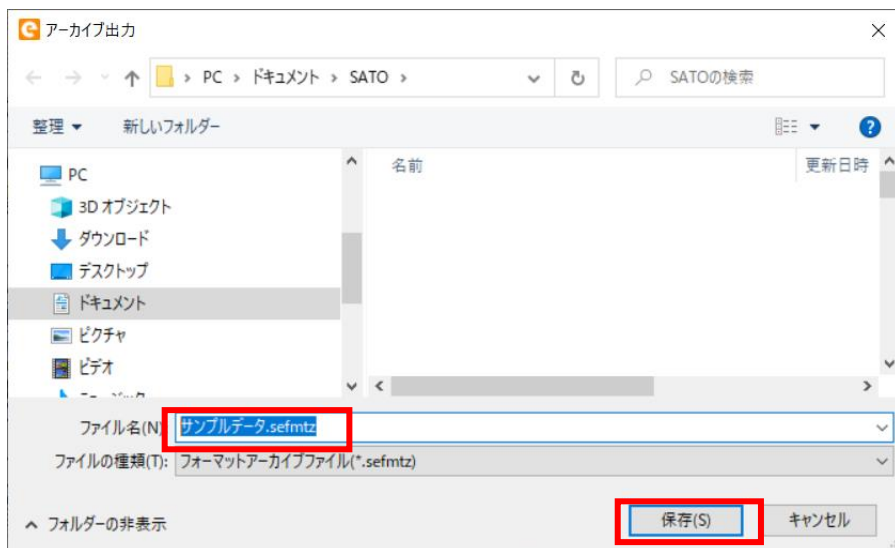 アーカイブ出力
PC › ドキュメント › SATO ›
SATOの検索
整理
新しいフォルダー
名前
更新日時
PC
3D オブジェクト
ダウンロード
デスクトップ
ドキュメント
ピクチャ
ビデオ
ミュージック
ファイル名(N)
サンプルデータ.sefmtz
ファイルの種類(T):
フォーマットアーカイブファイル(*.sefmtz)
フォルダーの非表示
保存(S)
キャンセル